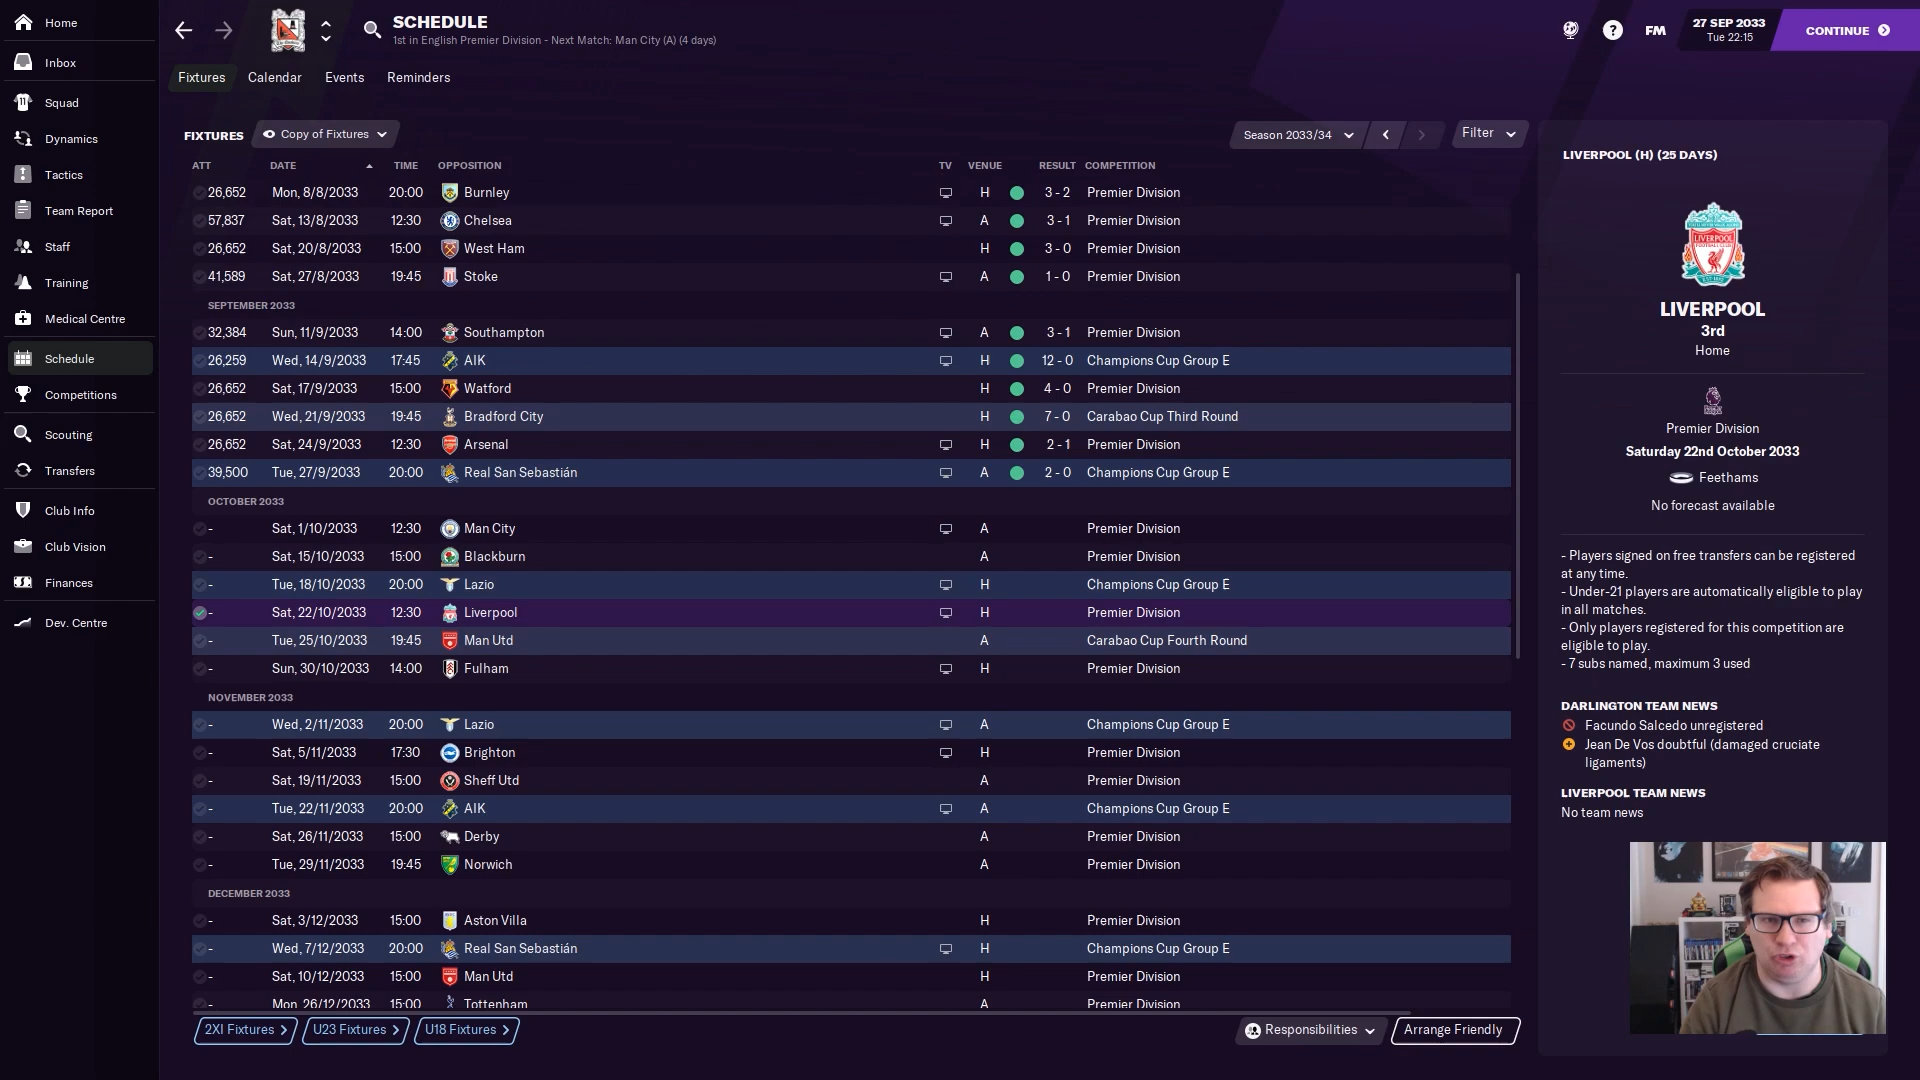 Home
Inbox
Squad
Dynamics
Tactics
Team Report
Staff
Training
Medical Centre
Schedule
Competitions
Scouting
Transfers
Club Info
Club Vision
Finances
Dev. Centre
SCHEDULE
1st in English Premier Division - Next Match: Man City (A) (4 days)
FM
27 SEP 2033
Tue 22:15
CONTINUE
Fixtures Calendar Events Reminders
FIXTURES Copy of Fixtures Season 2033/34 Filter
ATT DATE TIME OPPOSITION TV VENUE RESULT COMPETITION
26,652 Mon, 8/8/2033 20:00 Burnley H 3 - 2 Premier Division
57,837 Sat, 13/8/2033 12:30 Chelsea A 3 - 1 Premier Division
26,652 Sat, 20/8/2033 15:00 West Ham H 3 - 0 Premier Division
41,589 Sat, 27/8/2033 19:45 Stoke A 1 - 0 Premier Division
SEPTEMBER 2033
32,384 Sun, 11/9/2033 14:00 Southampton A 3 - 1 Premier Division
26,259 Wed, 14/9/2033 17:45 AIK H 12 - 0 Champions Cup Group E
26,652 Sat, 17/9/2033 15:00 Watford H 4 - 0 Premier Division
26,652 Wed, 21/9/2033 19:45 Bradford City H 7 - 0 Carabao Cup Third Round
26,652 Sat, 24/9/2033 12:30 Arsenal H 2 - 1 Premier Division
39,500 Tue, 27/9/2033 20:00 Real San Sebastián A 2 - 0 Champions Cup Group E
OCTOBER 2033
- Sat, 1/10/2033 12:30 Man City A Premier Division
- Sat, 15/10/2033 15:00 Blackburn A Premier Division
- Tue, 18/10/2033 20:00 Lazio H Champions Cup Group E
- Sat, 22/10/2033 12:30 Liverpool H Premier Division
- Tue, 25/10/2033 19:45 Man Utd A Carabao Cup Fourth Round
- Sun, 30/10/2033 14:00 Fulham H Premier Division
NOVEMBER 2033
- Wed, 2/11/2033 20:00 Lazio A Champions Cup Group E
- Sat, 5/11/2033 17:30 Brighton H Premier Division
- Sat, 19/11/2033 15:00 Sheff Utd A Premier Division
- Tue, 22/11/2033 20:00 AIK A Champions Cup Group E
- Sat, 26/11/2033 15:00 Derby A Premier Division
- Tue, 29/11/2033 19:45 Norwich A Premier Division
DECEMBER 2033
- Sat, 3/12/2033 15:00 Aston Villa H Premier Division
- Wed, 7/12/2033 20:00 Real San Sebastián H Champions Cup Group E
- Sat, 10/12/2033 15:00 Man Utd H Premier Division
- Mon, 26/12/2033 15:00 Tottenham A Premier Division
2XI Fixtures U23 Fixtures U18 Fixtures Responsibilities Arrange Friendly
LIVERPOOL (H) (25 DAYS)
LIVERPOOL
3rd
Home
Premier Division
Saturday 22nd October 2033
Feethams
No forecast available
- Players signed on free transfers can be registered
at any time.
- Under-21 players are automatically eligible to play
in all matches.
- Only players registered for this competition are
eligible to play.
- 7 subs named, maximum 3 used
DARLINGTON TEAM NEWS
Facundo Salcedo unregistered
Jean De Vos doubtful (damaged cruciate
ligaments)
LIVERPOOL TEAM NEWS
No team news